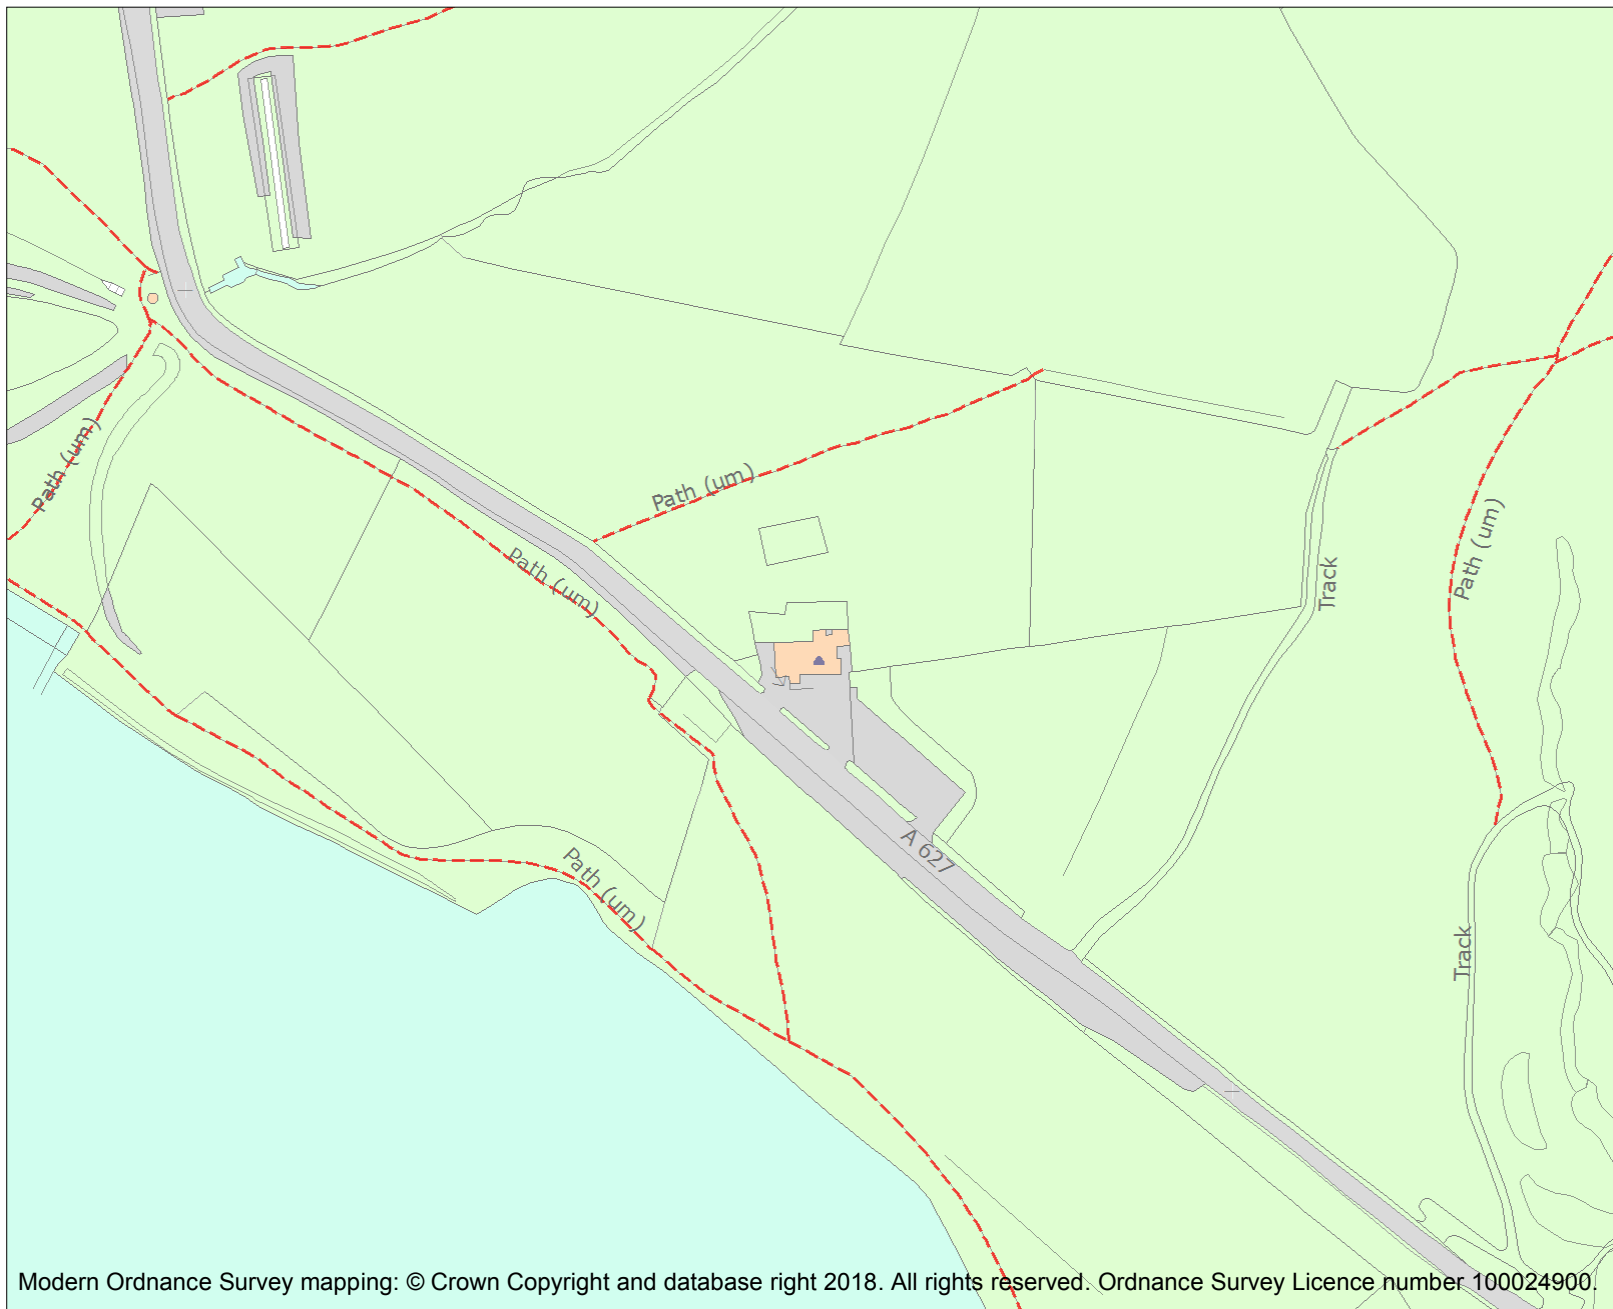 Path (um)
Path (um)
Path (um)
Path (um)
Track
A 627
Path (um)
Track
Modern Ordnance Survey mapping: © Crown Copyright and database right 2018. All rights reserved. Ordnance Survey Licence number 100024900.